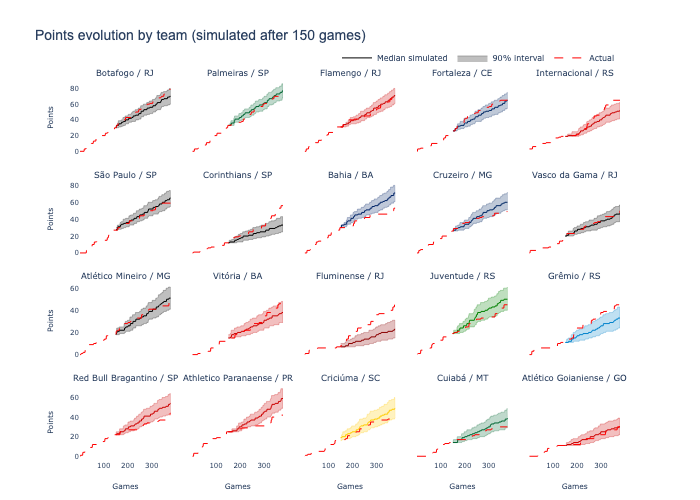 Points evolution by team (simulated after 150 games)
Median simulated 90% interval Actual
Botafogo / RJ Palmeiras / SP Flamengo / RJ Fortaleza / CE Internacional / RS
80
60
40
20
0
Points
São Paulo / SP Corinthians / SP Bahia / BA Cruzeiro / MG Vasco da Gama / RJ
80
60
40
20
0
Points
Atlético Mineiro / MG Vitória / BA Fluminense / RJ Juventude / RS Grêmio / RS
60
40
20
0
Points
Red Bull Bragantino / SP Athletico Paranaense / PR Criciúma / SC Cuiabá / MT Atlético Goianiense / GO
60
40
20
0
Points
100 200 300 100 200 300 100 200 300 100 200 300 100 200 300
Games Games Games Games Games